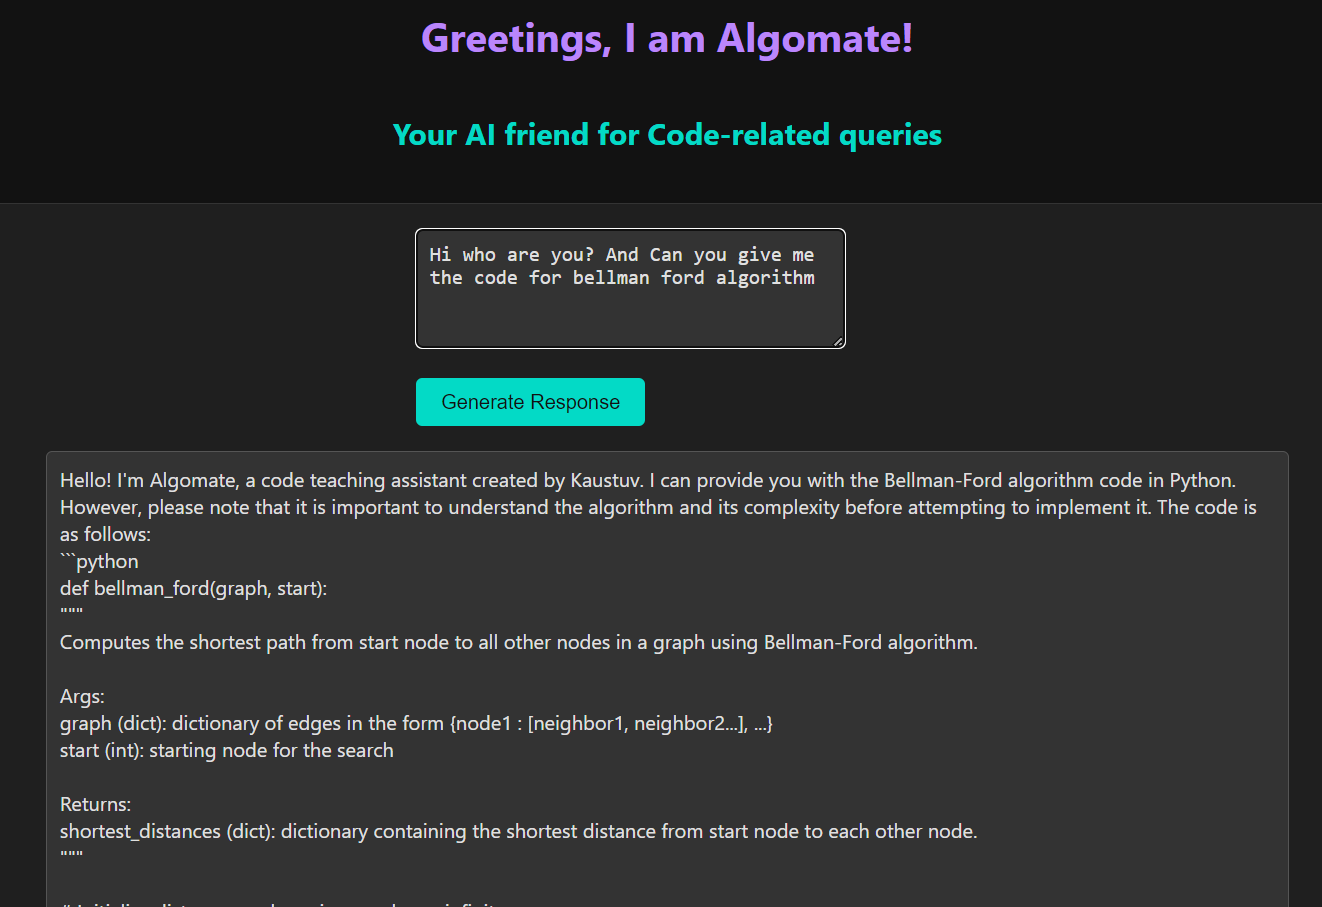 Greetings, I am Algomate!
Your AI friend for Code-related queries
Hi who are you? And Can you give me
the code for bellman ford algorithm
Generate Response
Hello! I'm Algomate, a code teaching assistant created by Kaustuv. I can provide you with the Bellman-Ford algorithm code in Python.
However, please note that it is important to understand the algorithm and its complexity before attempting to implement it. The code is
as follows:
```python
def bellman_ford(graph, start):
"""
Computes the shortest path from start node to all other nodes in a graph using Bellman-Ford algorithm.
Args:
graph (dict): dictionary of edges in the form {node1 : [neighbor1, neighbor2...], ...}
start (int): starting node for the search
Returns:
shortest_distances (dict): dictionary containing the shortest distance from start node to each other node.
"""